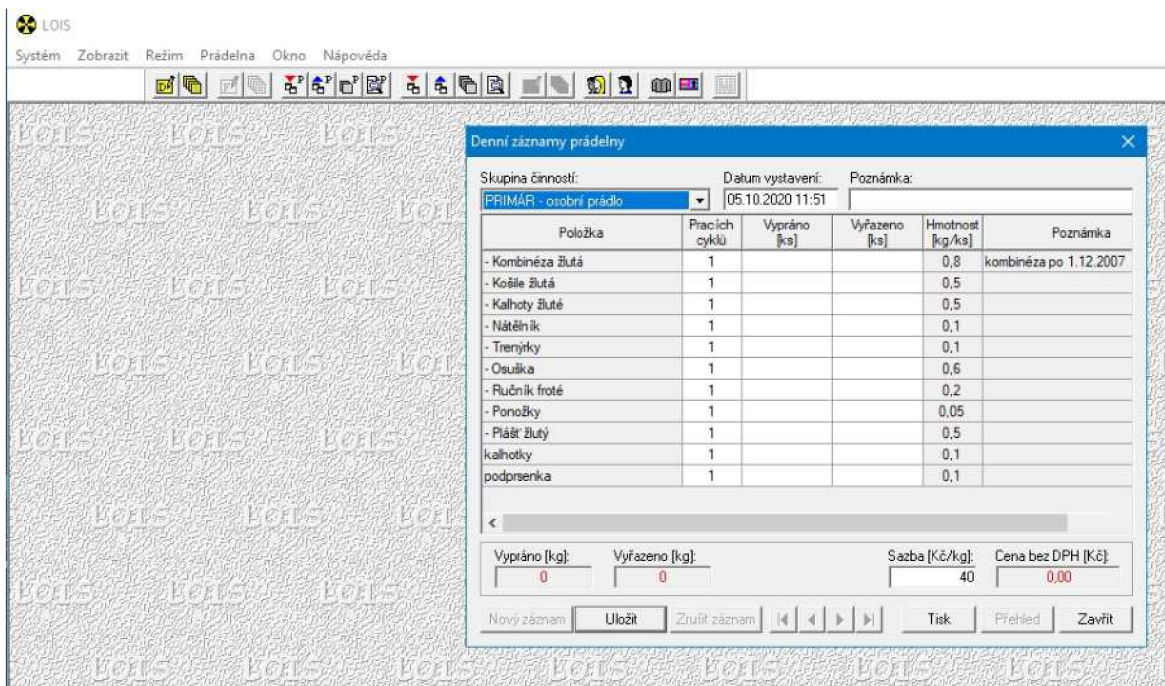 LOIS
Systém Zobrazit Režim Prádelna Okno Nápověda
Denní záznamy prádelny
Skupina činností: Datum vystavení: Poznámka:
PRIMÁR - osobní prádlo 05.10.2020 11:51
Položka Pracích cyklů Vypráno [ks] Vyřazeno [ks] Hmotnost [kg/ks] Poznámka
- Kombinéza žlutá 1 0,8 kombinéza po 1.12.2007
- Košile žlutá 1 0,5
- Kalhoty žluté 1 0,5
- Nátělník 1 0,1
- Trenýrky 1 0,1
- Osuška 1 0,6
- Ručník froté 1 0,2
- Ponožky 1 0,05
- Plášť žlutý 1 0,5
kalhotky 1 0,1
podprsenka 1 0,1
Vypráno [kg]: Vyřazeno [kg]: Sazba [Kč/kg]: Cena bez DPH [Kč]:
0 0 40 0,00
Nový záznam Uložit Zrušit záznam Tisk Přehled Zavřít